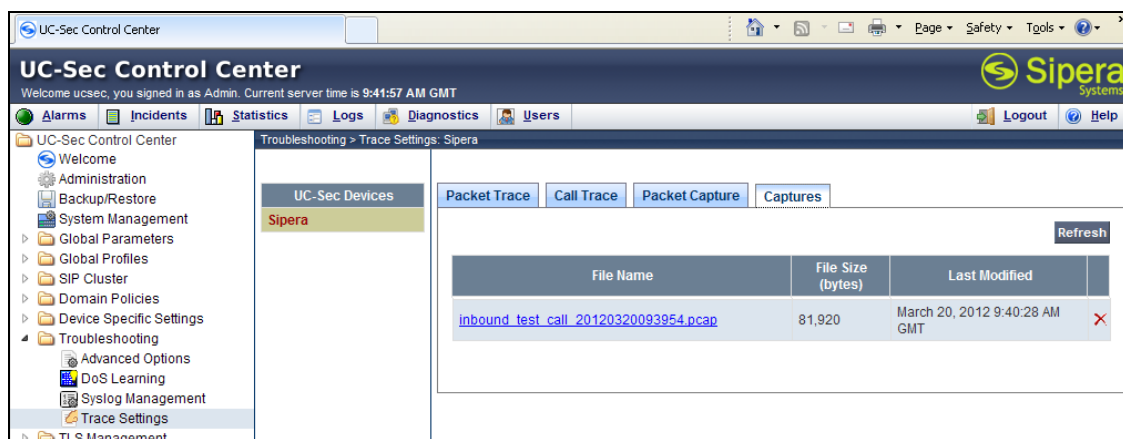 UC-Sec Control Center
Page Safety Tools
UC-Sec Control Center
Welcome ucsec, you signed in as Admin. Current server time is 9:41:57 AM GMT
Sipera
Systems
Alarms Incidents Statistics Logs Diagnostics Users Logout Help
UC-Sec Control Center
Welcome
Administration
Backup/Restore
System Management
Global Parameters
Global Profiles
SIP Cluster
Domain Policies
Device Specific Settings
Troubleshooting
Advanced Options
DoS Learning
Syslog Management
Trace Settings
TLS Management
Troubleshooting > Trace Settings: Sipera
UC-Sec Devices
Sipera
Packet Trace Call Trace Packet Capture Captures
Refresh
File Name File Size (bytes) Last Modified
inbound_test_call_20120320093954.pcap 81,920 March 20, 2012 9:40:28 AM GMT